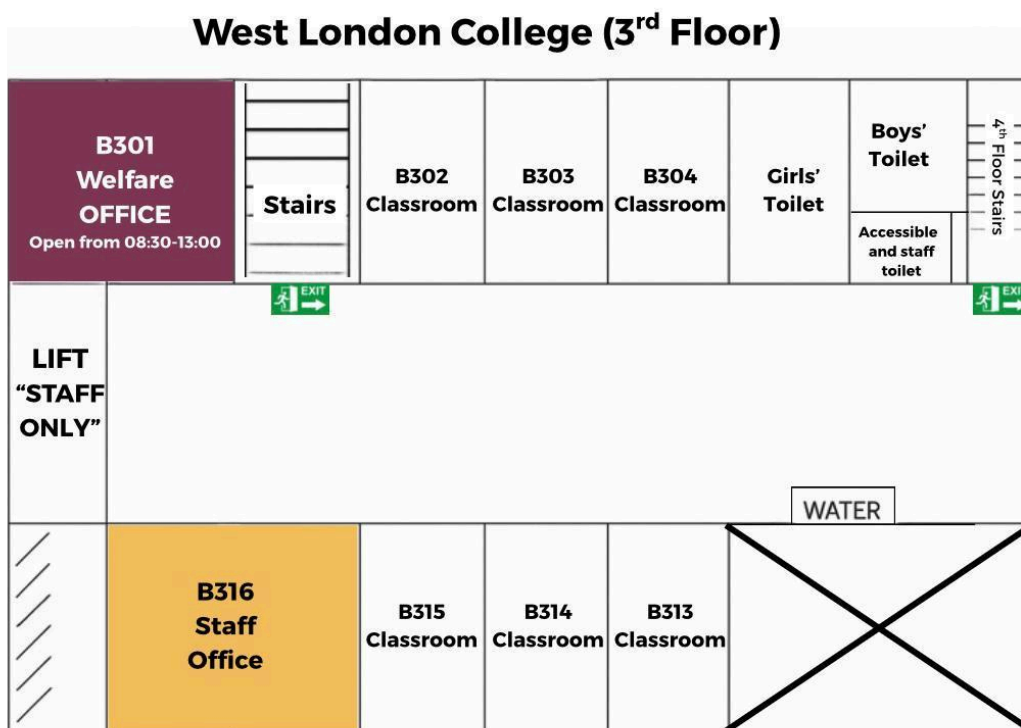 West London College (3rd Floor)
B301
Welfare
OFFICE
Open from 08:30-13:00
Stairs
B302
Classroom
B303
Classroom
B304
Classroom
Girls'
Toilet
Boys'
Toilet
Accessible
and staff
toilet
4th Floor Stairs
EXIT
EXIT
LIFT
“STAFF
ONLY”
WATER
B316
Staff
Office
B315
Classroom
B314
Classroom
B313
Classroom